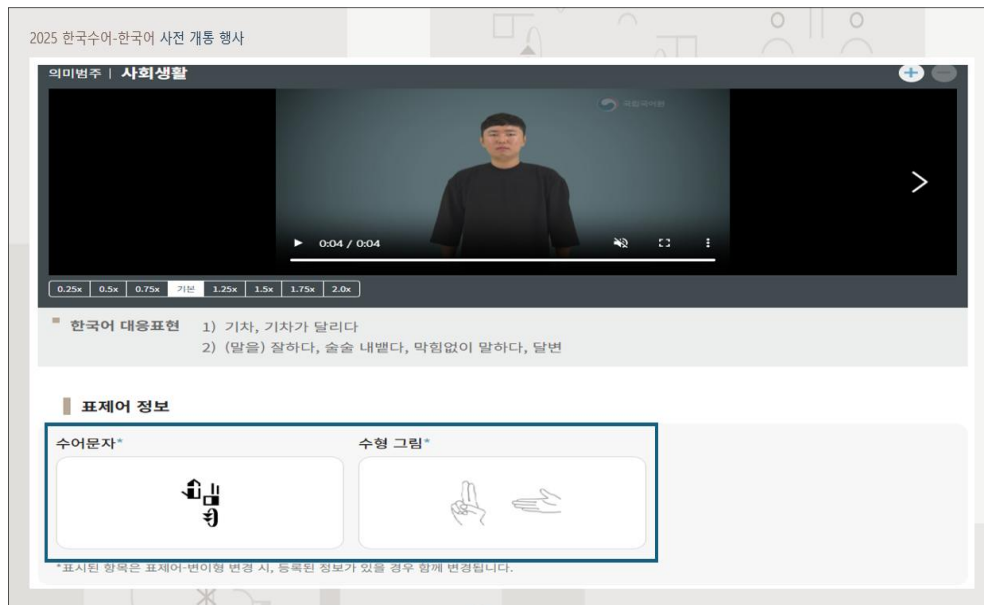 2025 한국수어-한국어 사전 개통 행사
의미범주 | 사회생활
국립국어원
0:04 / 0:04
0.25x 0.5x 0.75x 기본 1.25x 1.5x 1.75x 2.0x
한국어 대응표현 1) 기차, 기차가 달리다
2) (말을) 잘하다, 술술 내뱉다, 막힘없이 말하다, 달변
표제어 정보
수어문자* 수형 그림*
*표시된 항목은 표제어-변이형 변경 시, 등록된 정보가 있을 경우 함께 변경됩니다.